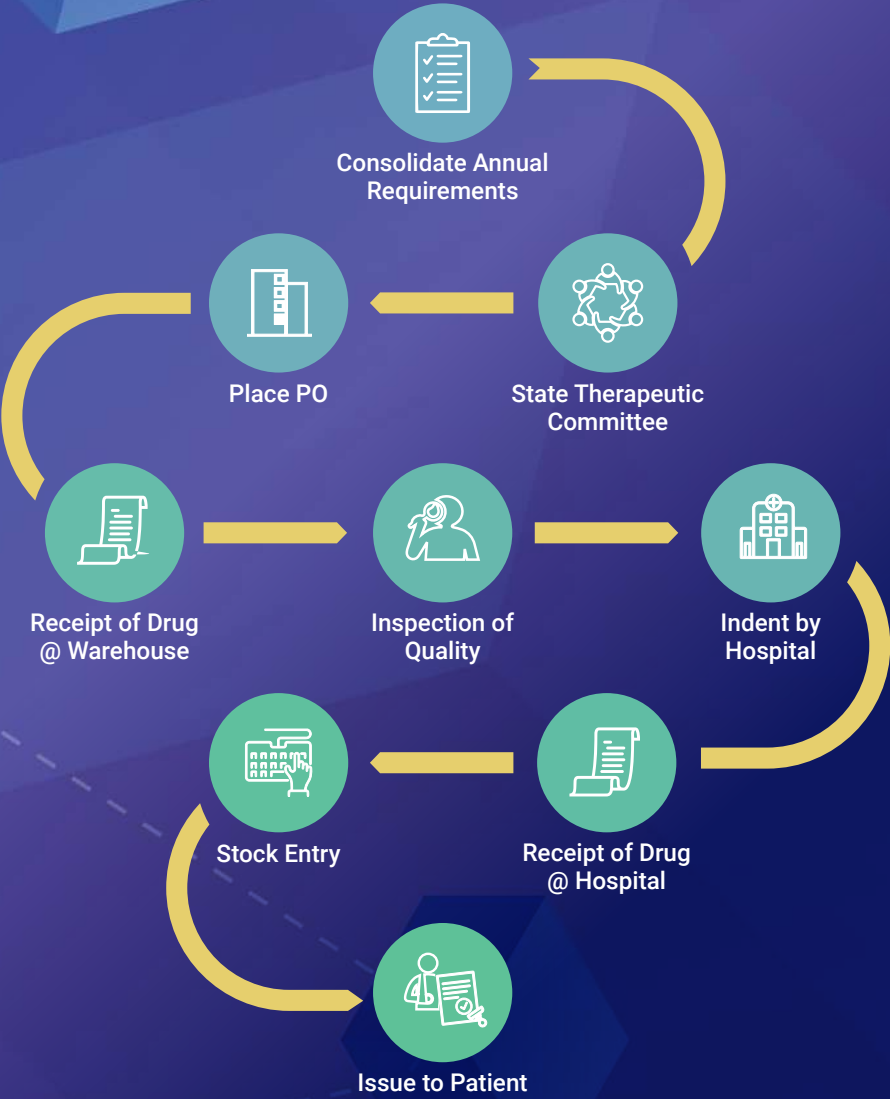 Consolidate Annual
Requirements
Place PO
State Therapeutic
Committee
Receipt of Drug
@ Warehouse
Inspection of
Quality
Indent by
Hospital
Stock Entry
Receipt of Drug
@ Hospital
Issue to Patient